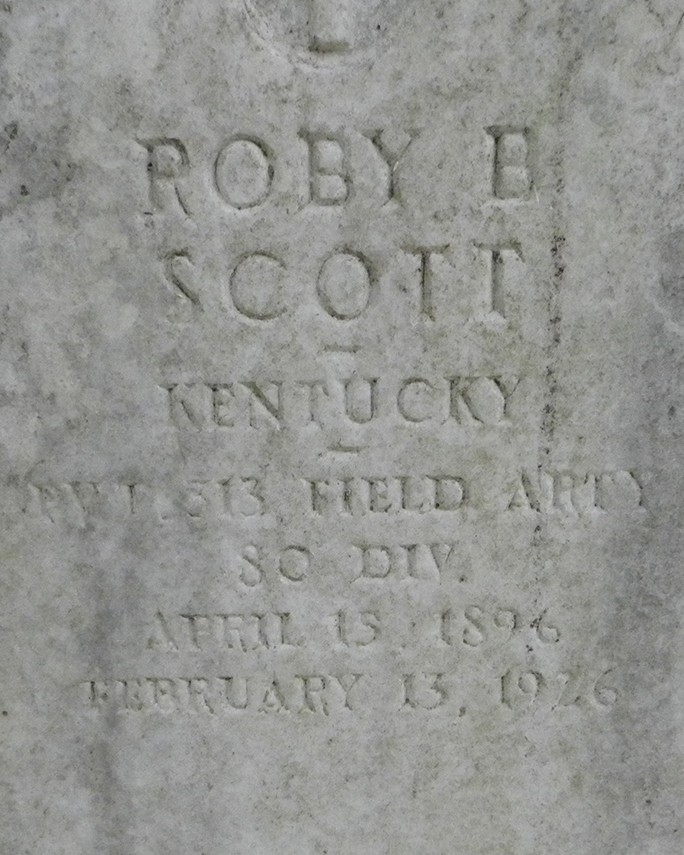 ROBY B
SCOTT
KENTUCKY
PVT. 313 FIELD ARTY
80 DIV.
APRIL 15, 1896
FEBRUARY 13, 1926